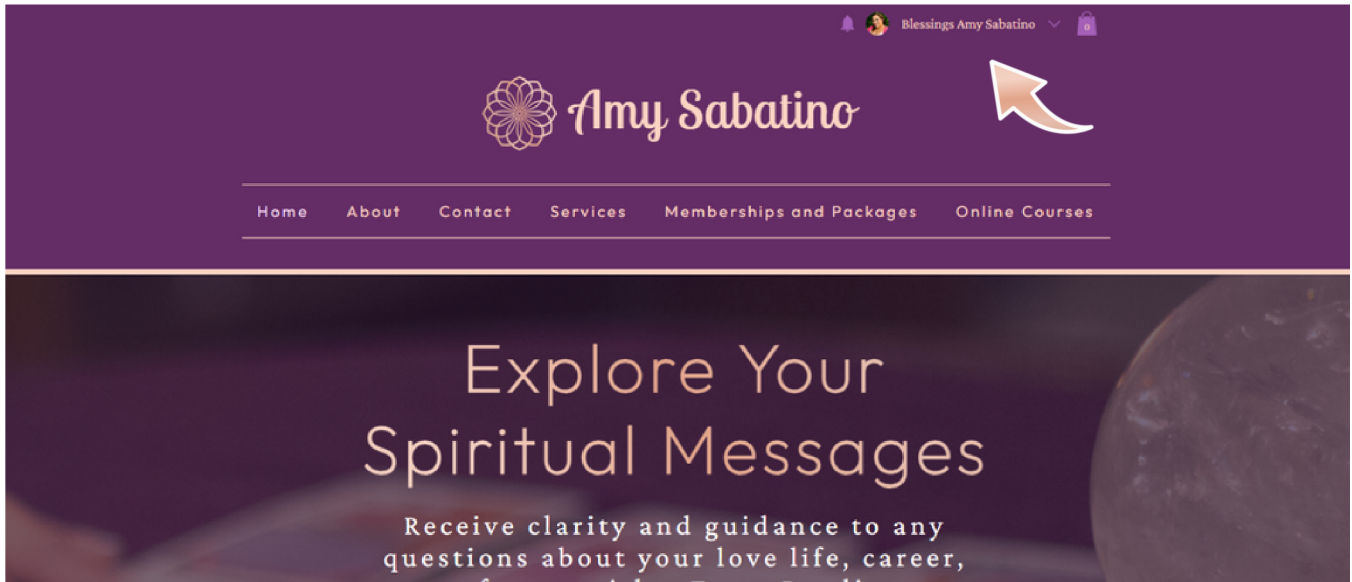 Blessings Amy Sabatino
0
Amy Sabatino
Home About Contact Services Memberships and Packages Online Courses
Explore Your
Spiritual Messages
Receive clarity and guidance to any
questions about your love life, career,